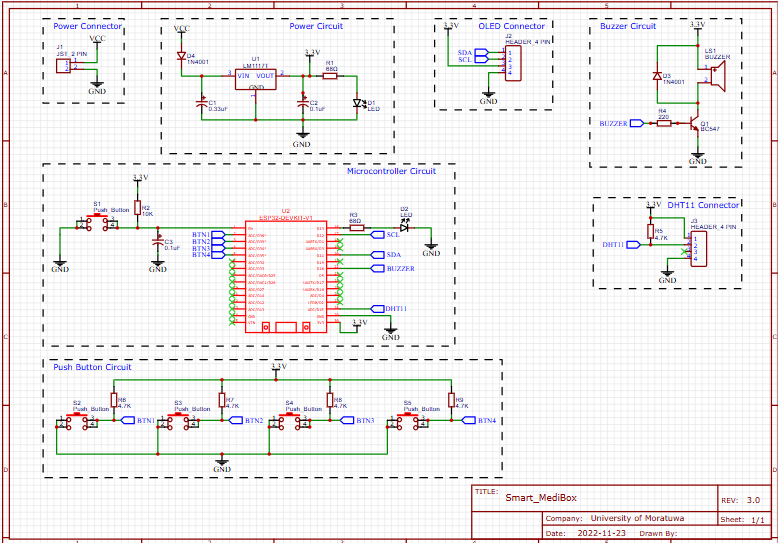 1 2 3 4 5
Power Connector
J1
JST_2 PIN
VCC
1
2
GND
Power Circuit
VCC
D4
1N4001
U1
LM1117T
3 VIN VOUT 2
GND
1
3.3V
R1
68Ω
C1
0.33uF
C2
0.1uF
D1
LED
GND
OLED Connector
3.3V
J2
HEADER_4 PIN
SDA 1
SCL 2
3
4
GND
Buzzer Circuit
3.3V
LS1
BUZZER
1
2
D3
1N4001
R4
220
BUZZER
Q1
BC547
GND
Microcontroller Circuit
3.3V
S1
Push_Button
R2
10K
C3
0.1uF
GND
GND
U2
ESP32-DEVKIT-V1
BTN1
BTN2
BTN3
BTN4
R3
68Ω
D2
LED
SCL
GND
SDA
BUZZER
DHT11
3.3V
GND
DHT11 Connector
3.3V
R5
4.7K
J3
HEADER_4 PIN
DHT11
1
2
3
4
GND
Push Button Circuit
3.3V
S2
Push_Button
R6
4.7K
BTN1
S3
Push_Button
R7
4.7K
BTN2
S4
Push_Button
R8
4.7K
BTN3
S5
Push_Button
R9
4.7K
BTN4
GND
A
B
C
D
TITLE:
Smart_MediBox
REV: 3.0
Company: University of Moratuwa
Sheet: 1/1
Date: 2022-11-23 Drawn By: